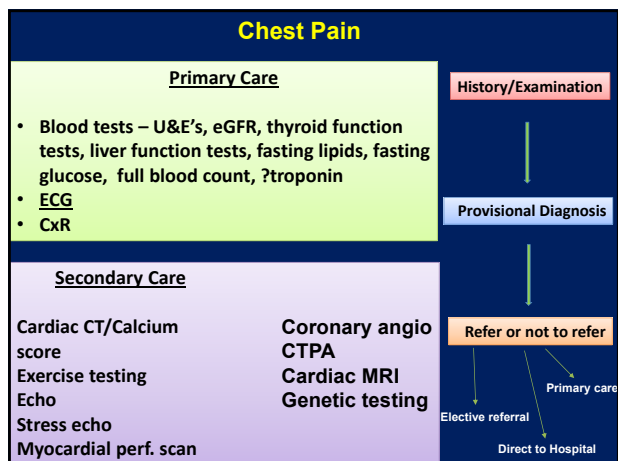 Chest Pain
Primary Care
• Blood tests – U&E's, eGFR, thyroid function
tests, liver function tests, fasting lipids, fasting
glucose, full blood count, ?troponin
• ECG
• CxR
Secondary Care
Cardiac CT/Calcium
score
Exercise testing
Echo
Stress echo
Myocardial perf. scan
Coronary angio
CTPA
Cardiac MRI
Genetic testing
History/Examination
Provisional Diagnosis
Refer or not to refer
Primary care
Elective referral
Direct to Hospital